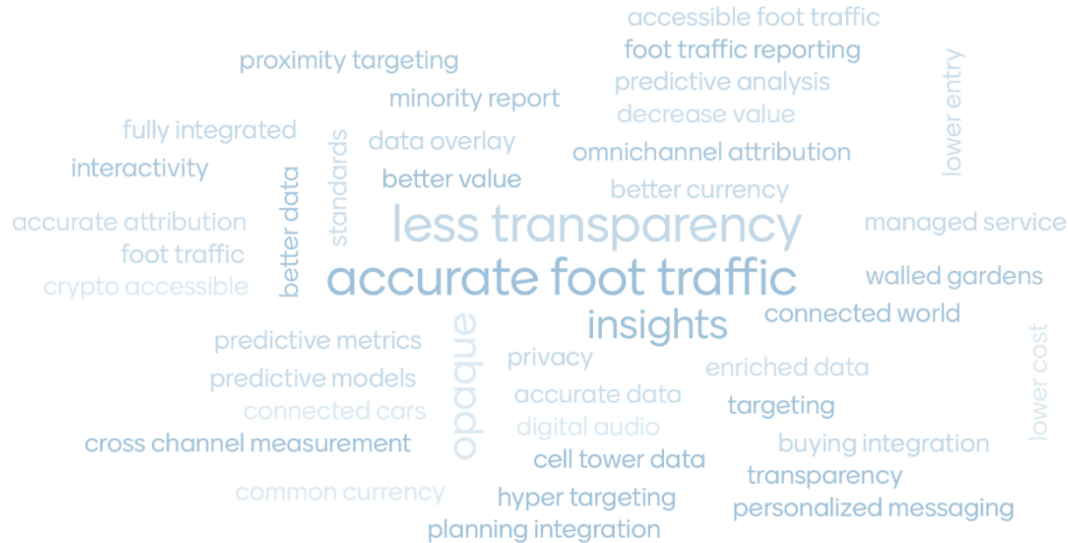 accessible foot traffic
proximity targeting
foot traffic reporting
lower entry
predictive analysis
minority report
decrease value
fully integrated
standards
data overlay
omnichannel attribution
interactivity
better data
better value
better currency
accurate attribution
less transparency
managed service
foot traffic
accurate foot traffic
walled gardens
crypto accessible
connected world
insights
opaque
lower cost
predictive metrics
privacy
enriched data
predictive models
accurate data
targeting
connected cars
digital audio
cross channel measurement
buying integration
cell tower data
transparency
common currency
hyper targeting
personalized messaging
planning integration